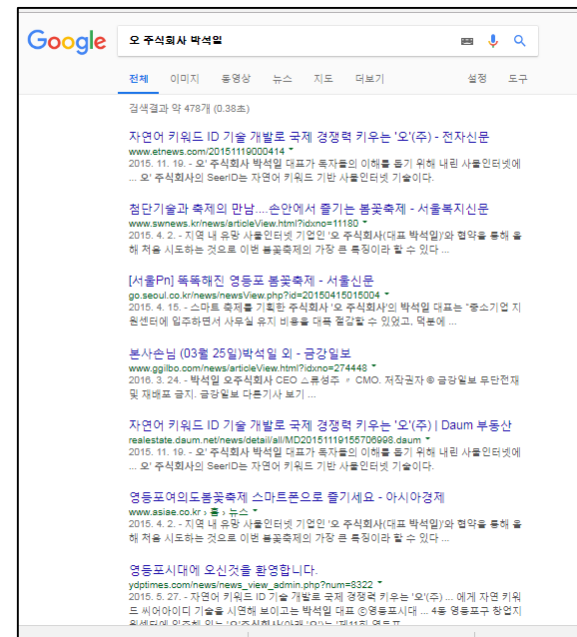 Google
오 주식회사 박석일
전체 이미지 동영상 뉴스 지도 더보기 설정 도구
검색결과 약 478개 (0.38초)
자연어 키워드 ID 기술 개발로 국제 경쟁력 키우는 '오'(주) - 전자신문
www.etnews.com/20151119000414
2015. 11. 19. - 오' 주식회사 박석일 대표가 독자들의 이해를 돕기 위해 내린 사물인터넷에
... 오' 주식회사의 SeerID는 자연어 키워드 기반 사물인터넷 기술이다.
첨단기술과 축제의 만남....손안에서 즐기는 봄꽃축제 - 서울복지신문
www.swnews.kr/news/articleView.html?idxno=11180
2015. 4. 2. - 지역 내 유망 사물인터넷 기업인 '오 주식회사(대표 박석일)'와 협약을 통해 올
해 처음 시도하는 것으로 이번 봄꽃축제의 가장 큰 특징이라 할 수 있다 ...
[서울Pn] 똑똑해진 영등포 봄꽃축제 - 서울신문
go.seoul.co.kr/news/newsView.php?id=20150415015004
2015. 4. 15. - 스마트 축제를 기획한 주식회사 '오 주식회사'의 박석일 대표는 "중소기업 지
원센터에 입주하면서 사무실 유지 비용을 대폭 절감할 수 있었고, 덕분에 ...
본사손님 (03월 25일)박석일 외 - 금강일보
www.ggilbo.com/news/articleView.html?idxno=274448
2016. 3. 24. - 박석일 오주식회사 CEO △류성주 〃 CMO. 저작권자 © 금강일보 무단전재
및 재배포 금지. 금강일보 다른기사 보기 ...
자연어 키워드 ID 기술 개발로 국제 경쟁력 키우는 '오'(주) | Daum 부동산
realestate.daum.net/news/detail/all/MD20151119155706998.daum
2015. 11. 19. - 오' 주식회사 박석일 대표가 독자들의 이해를 돕기 위해 내린 사물인터넷에
... 오' 주식회사의 SeerID는 자연어 키워드 기반 사물인터넷 기술이다.
영등포여의도봄꽃축제 스마트폰으로 즐기세요 - 아시아경제
www.asiae.co.kr › 홈 › 뉴스
2015. 4. 2. - 지역 내 유망 사물인터넷 기업인 '오 주식회사(대표 박석일)'와 협약을 통해 올
해 처음 시도하는 것으로 이번 봄꽃축제의 가장 큰 특징이라 할 수 있다 ...
영등포시대에 오신것을 환영합니다.
ydptimes.com/news/news_view_admin.php?num=8322
2015. 5. 27. - 자연어 키워드 ID 기술 개발로 국제 경쟁력 키우는 '오'(주) ... 에게 자연 키워
드 씨어아이디 기술을 시연해 보이고는 박석일 대표 ⓒ영등포시대 ... 4동 영등포구 창업지